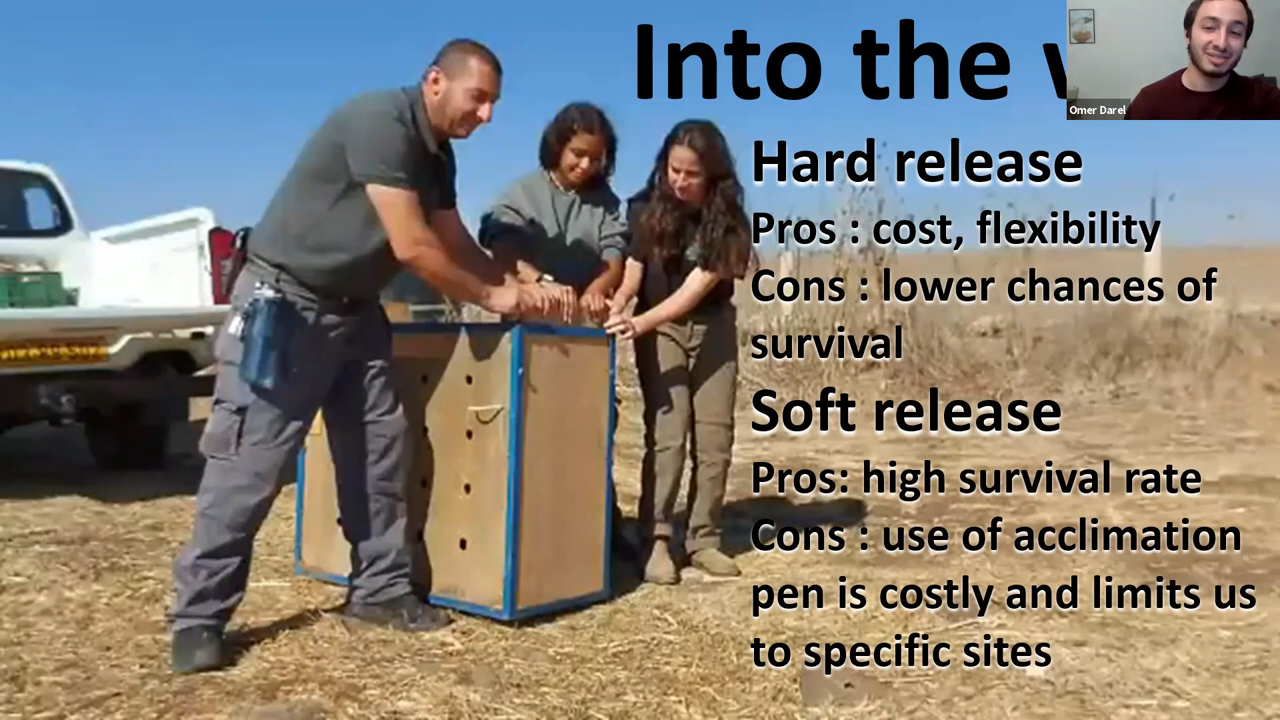 Into the
Omer Darel
Hard release
Pros : cost, flexibility
Cons : lower chances of
survival
Soft release
Pros: high survival rate
Cons : use of acclimation
pen is costly and limits us
to specific sites